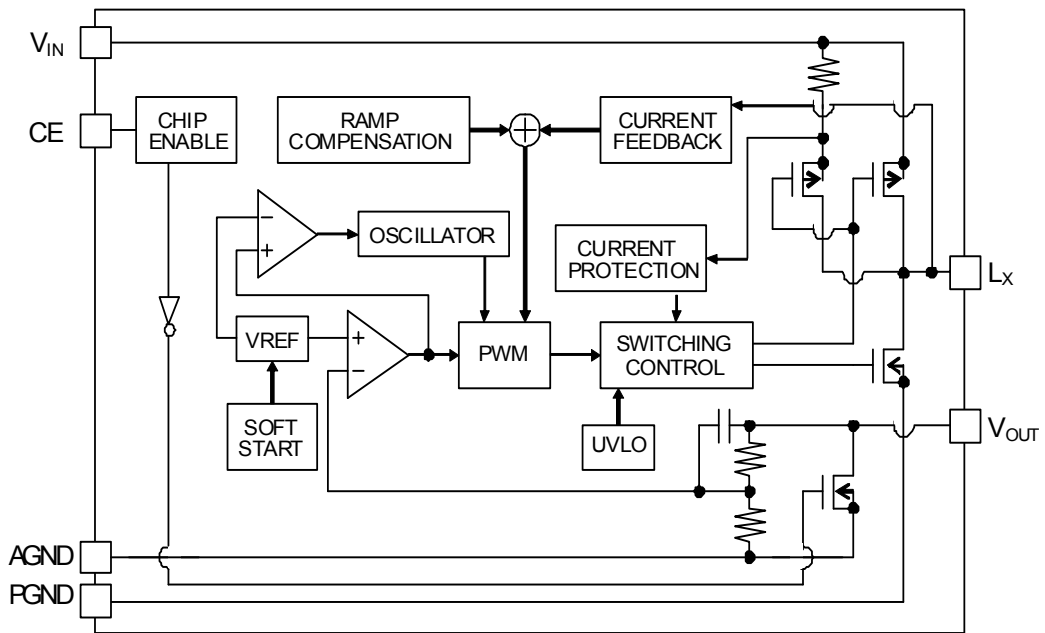 VIN
CE
CHIP
ENABLE
RAMP
COMPENSATION
+
CURRENT
FEEDBACK
−
+
OSCILLATOR
CURRENT
PROTECTION
LX
VREF
+
−
PWM
SWITCHING
CONTROL
SOFT
START
UVLO
VOUT
AGND
PGND